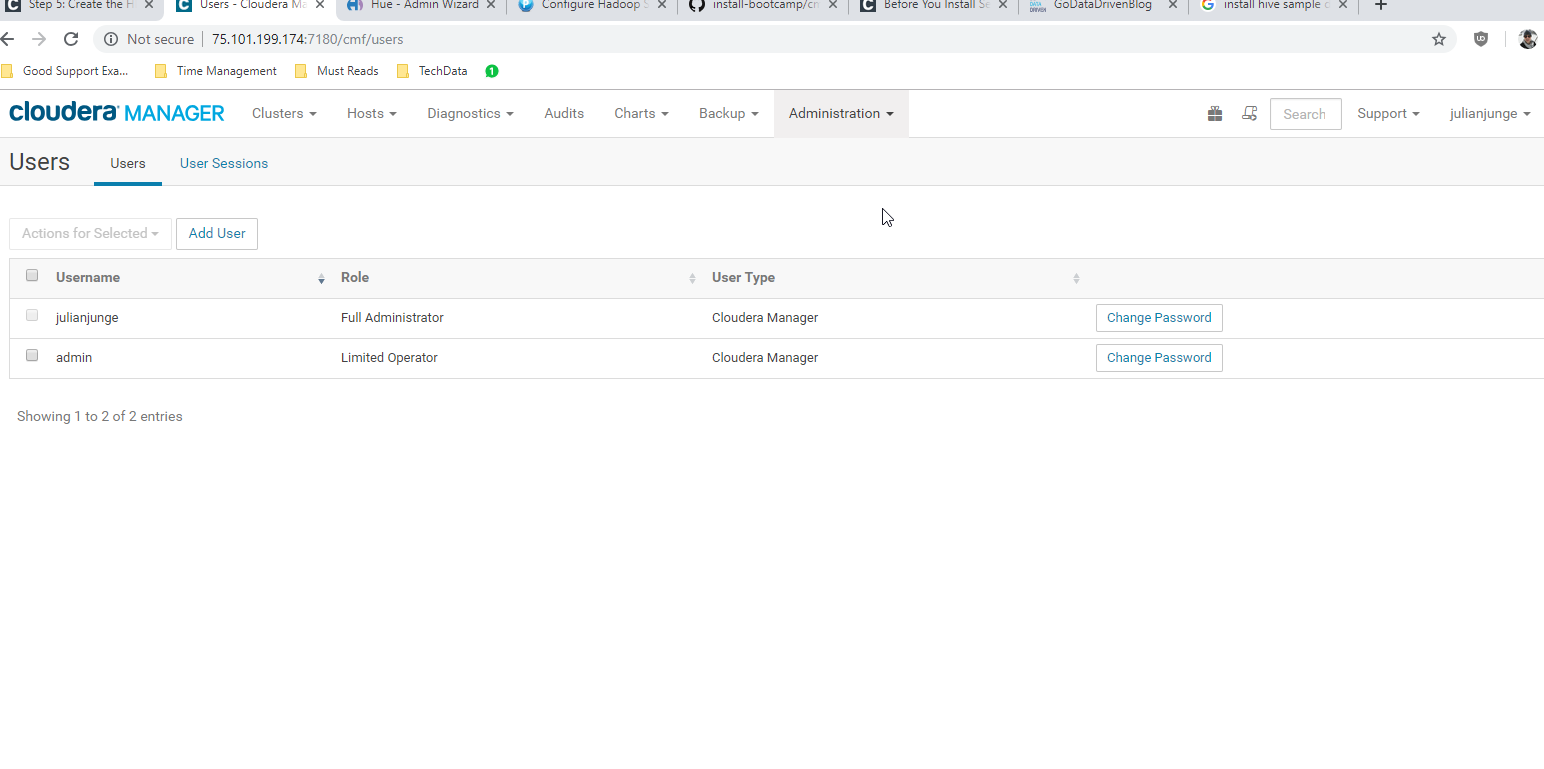 Step 5: Create the H
Users - Cloudera Ma
Hue - Admin Wizard
Configure Hadoop S
install-bootcamp/cm
Before You Install Se
GoDataDrivenBlog
install hive sample d
Not secure 75.101.199.174:7180/cmf/users
Good Support Exa... Time Management Must Reads TechData 1
cloudera MANAGER Clusters Hosts Diagnostics Audits Charts Backup Administration Search Support julianjunge
Users Users User Sessions
Actions for Selected Add User
Username Role User Type
julianjunge Full Administrator Cloudera Manager Change Password
admin Limited Operator Cloudera Manager Change Password
Showing 1 to 2 of 2 entries